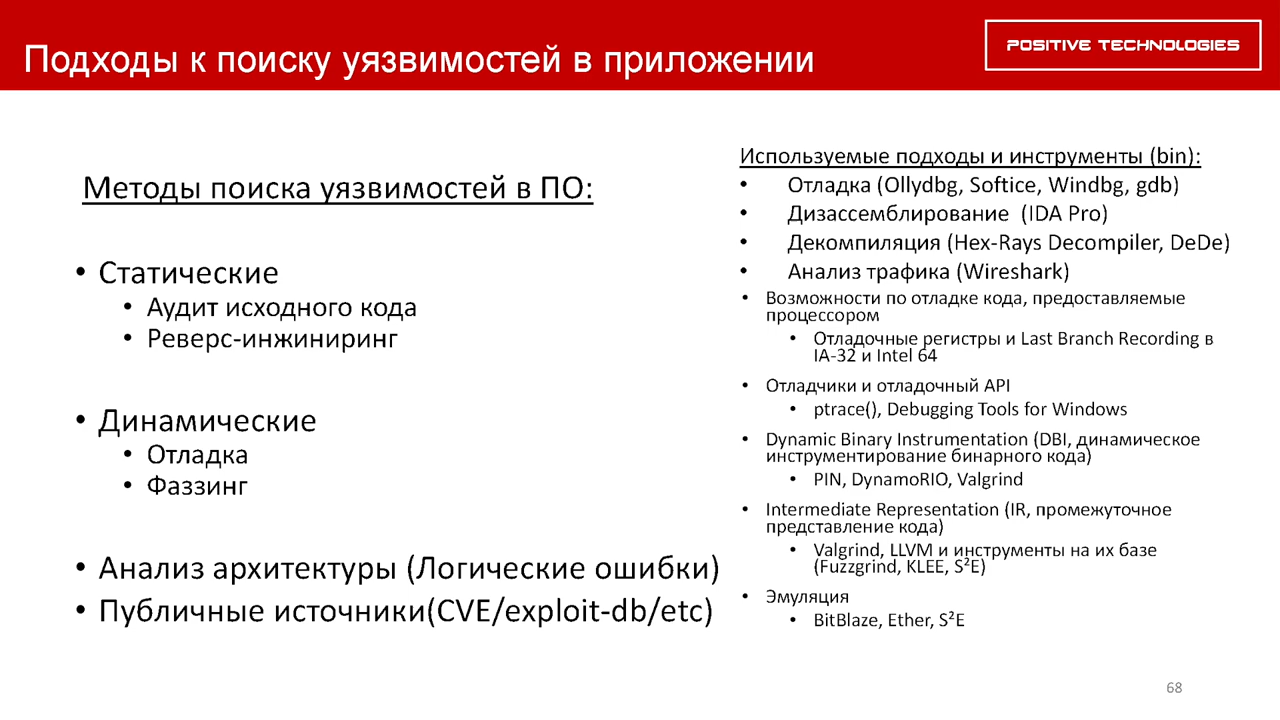 Подходы к поиску уязвимостей в приложении
POSITIVE TECHNOLOGIES
Методы поиска уязвимостей в ПО:
• Статические
• Аудит исходного кода
• Реверс-инжиниринг
• Динамические
• Отладка
• Фаззинг
• Анализ архитектуры (Логические ошибки)
• Публичные источники(CVE/exploit-db/etc)
Используемые подходы и инструменты (bin):
• Отладка (Ollydbg, Softice, Windbg, gdb)
• Дизассемблирование (IDA Pro)
• Декомпиляция (Hex-Rays Decompiler, DeDe)
• Анализ трафика (Wireshark)
• Возможности по отладке кода, предоставляемые
процессором
• Отладочные регистры и Last Branch Recording в
IA-32 и Intel 64
• Отладчики и отладочный API
• ptrace(), Debugging Tools for Windows
• Dynamic Binary Instrumentation (DBI, динамическое
инструментирование бинарного кода)
• PIN, DynamoRIO, Valgrind
• Intermediate Representation (IR, промежуточное
представление кода)
• Valgrind, LLVM и инструменты на их базе
(Fuzzgrind, KLEE, S²E)
• Эмуляция
• BitBlaze, Ether, S²E
68